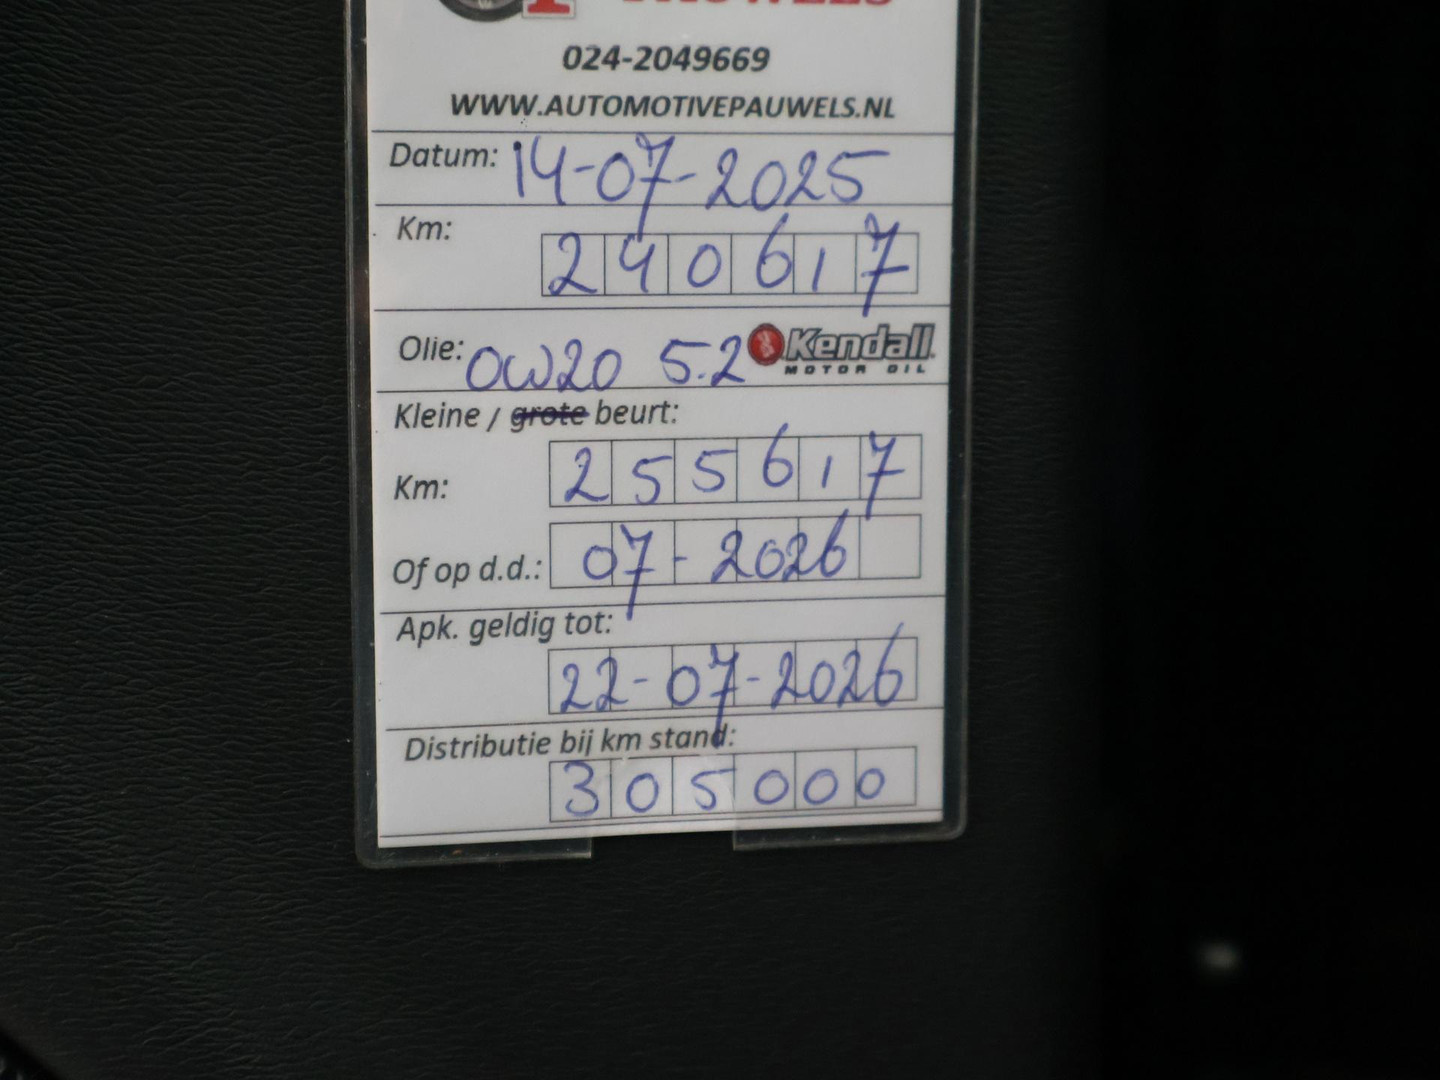 PAUWELS
024-2049669
WWW.AUTOMOTIVEPAUWELS.NL
Datum: 14-07-2025
Km: 240617
Olie: 0W20 5.2 Kendall
MOTOR OIL
Kleine / grote beurt:
Km: 255617
Of op d.d.: 07-2026
Apk. geldig tot:
22-07-2026
Distributie bij km stand:
305000